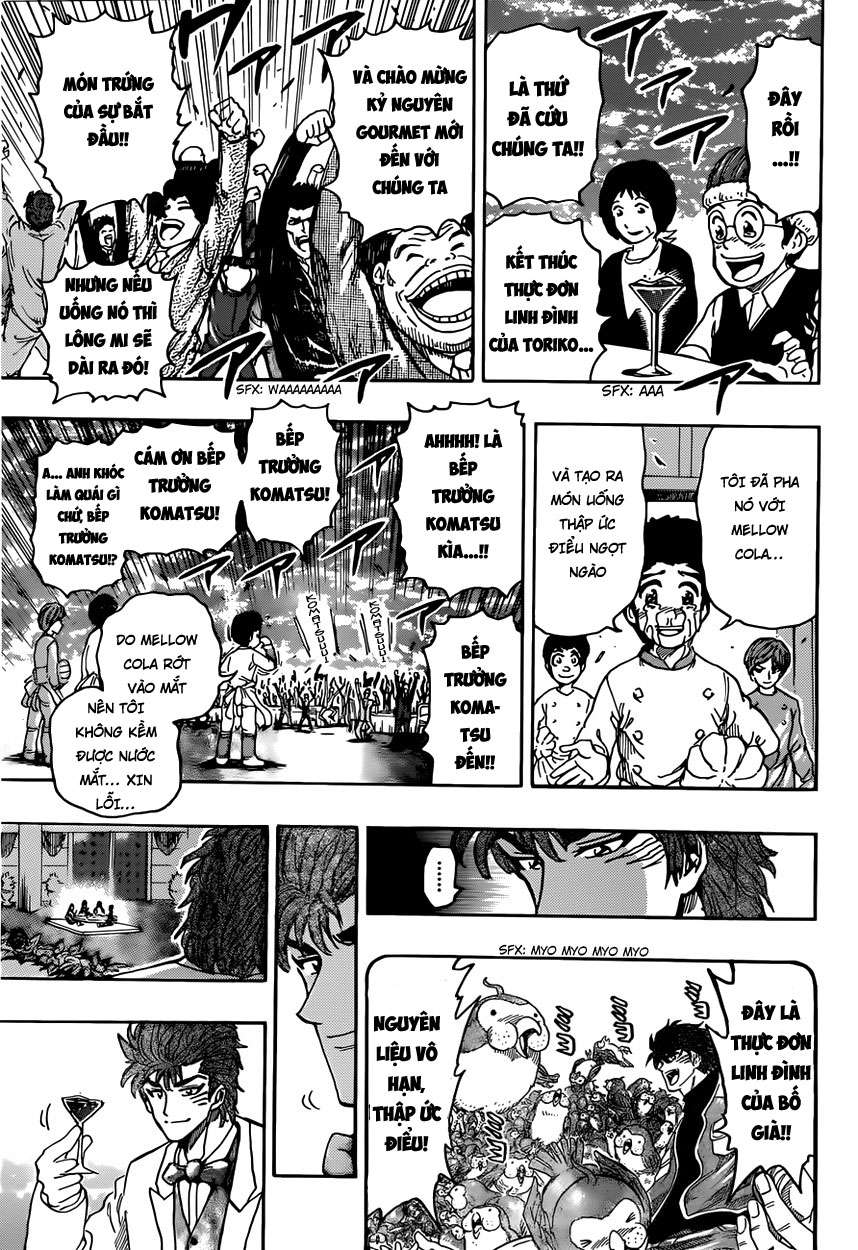 ĐÂY
RỒI
...!!
LÀ THỨ
ĐÃ CỨU
CHÚNG TA!!
KẾT THÚC
THỰC ĐƠN
LINH ĐÌNH
CỦA TORIKO...
SFX: AAA
VÀ CHÀO MỪNG
KỶ NGUYÊN
GOURMET MỚI
ĐẾN VỚI
CHÚNG TA
MÓN TRỨNG
CỦA SỰ BẮT
ĐẦU!!
NHƯNG NẾU
UỐNG NÓ THÌ
LÔNG MI SẼ
DÀI RA ĐÓ!
SFX: WAAAAAAAAA
TÔI ĐÃ PHA
NÓ VỚI
MELLOW
COLA...
VÀ TẠO RA
MÓN UỐNG
THẬP ỨC
ĐIỂU NGỌT
NGÀO
AHHHH! LÀ
BẾP
TRƯỞNG
KOMATSU
KÌA...!!
BẾP
TRƯỞNG
KOMA-
TSU
ĐẾN!!
BẾP
TRƯỞNG
KOMATSU!
CÁM ƠN BẾP
TRƯỞNG
KOMATSU!
A... ANH KHÓC
LÀM QUÁI GÌ
CHỨ, BẾP
TRƯỞNG
KOMATSU!?
KOMATSUUU!
KOMATSUUU!
DO MELLOW
COLA RỚT
VÀO MẮT
NÊN TÔI
KHÔNG KỀM
ĐƯỢC NƯỚC
MẮT... XIN
LỖI...
........
SFX: MYO MYO MYO MYO
ĐÂY LÀ
THỰC ĐƠN
LINH ĐÌNH
CỦA BỐ
GIÀ!!
NGUYÊN
LIỆU VÔ
HẠN,
THẬP ỨC
ĐIỂU!